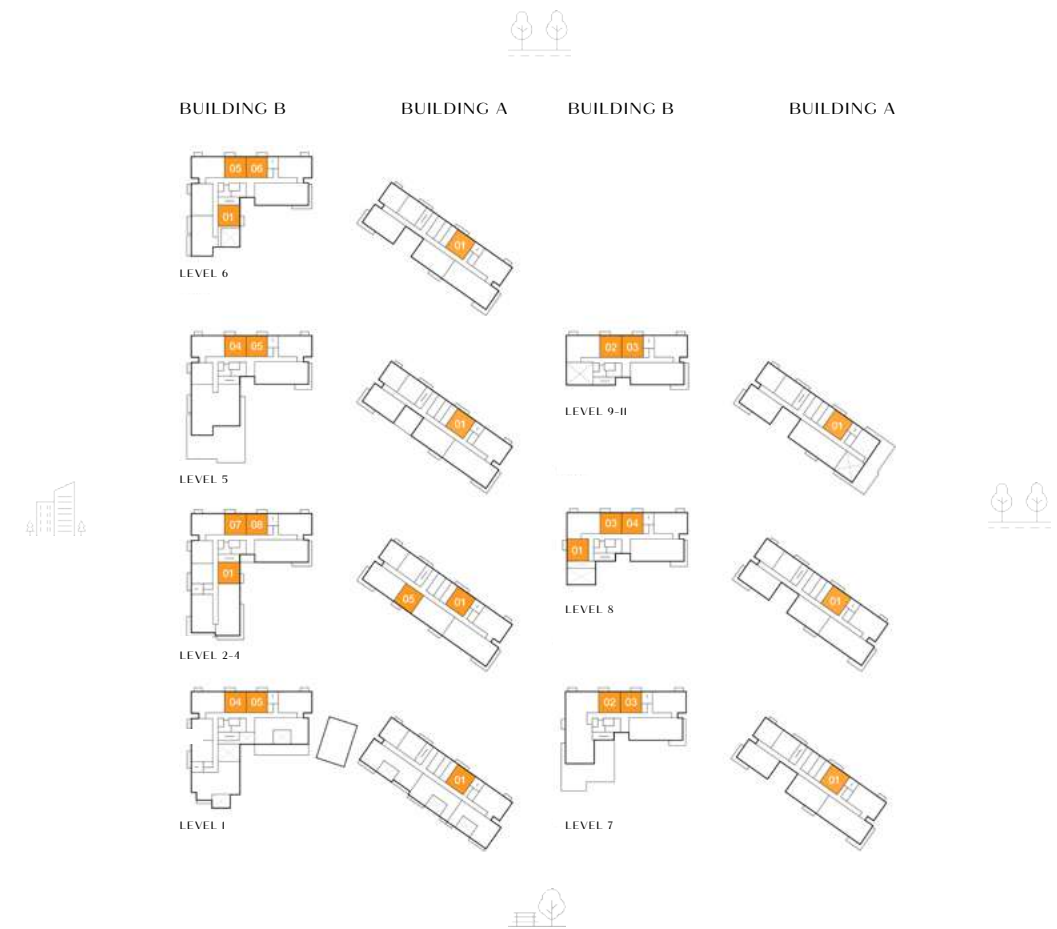 BUILDING B BUILDING A BUILDING B BUILDING A
05 06
01
01
LEVEL 6
04 05
01
LEVEL 5
02 03
01
LEVEL 9-11
07 08
01
05 01
LEVEL 2-4
03 04
01
01
LEVEL 8
04 05
01
LEVEL 1
02 03
01
LEVEL 7